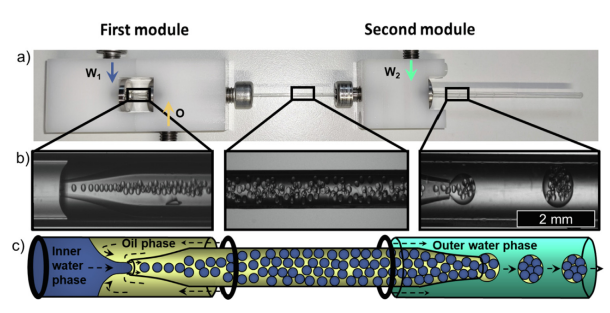 First module
Second module
a)
W1
O
W2
b)
2 mm
c)
Inner
water
phase
Oil phase
Outer water phase